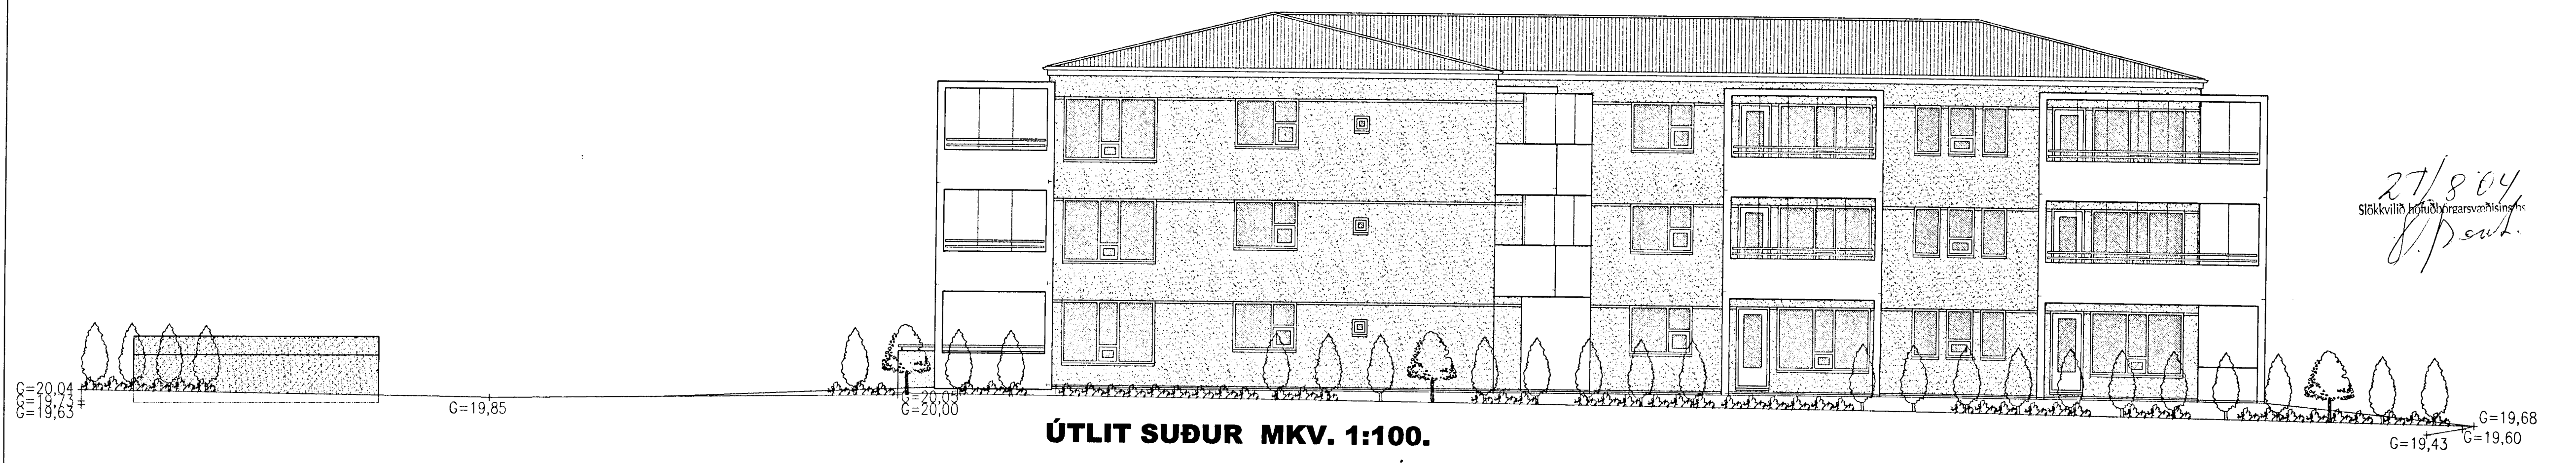 27/8 '04
Slökkvilið höfuðborgarsvæðisins bs
G=20,04
G=19,73
G=19,63
G=19,85
G=20,05
G=20,00
G=19,68
G=19,60
G=19,43
ÚTLIT SUÐUR MKV. 1:100.